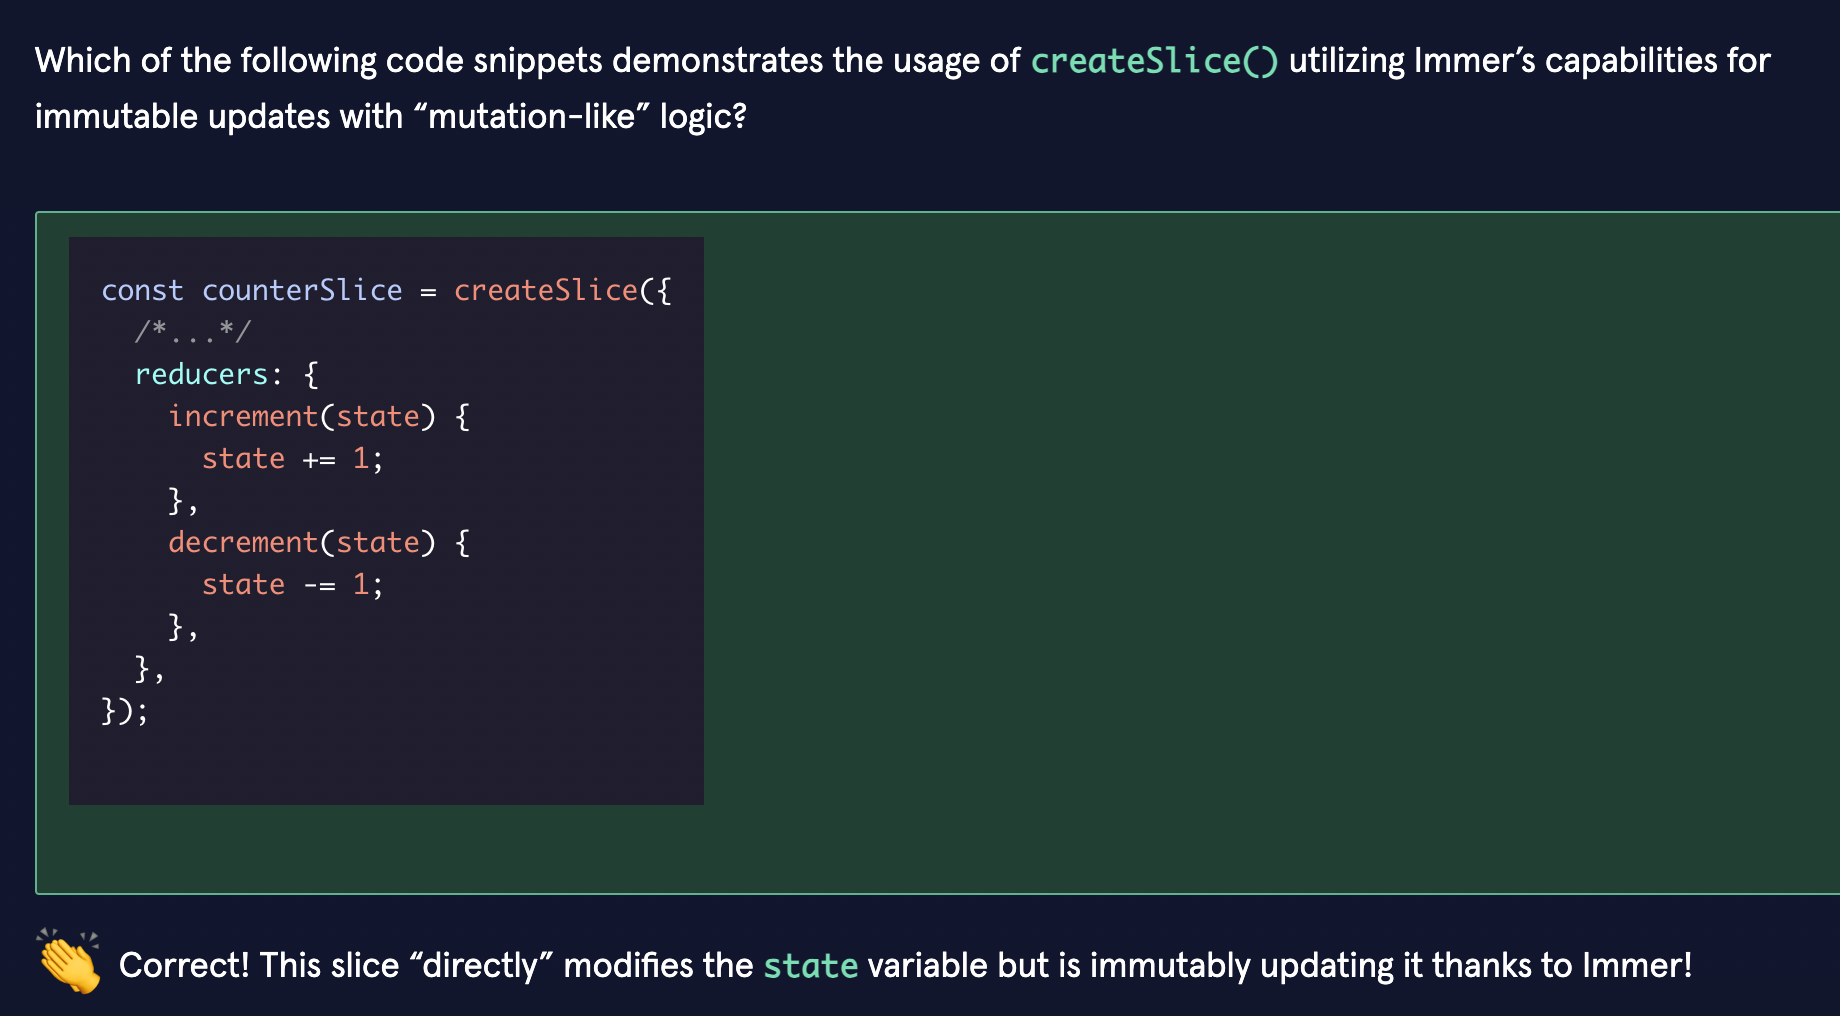 Which of the following code snippets demonstrates the usage of createSlice() utilizing Immer’s capabilities for
immutable updates with “mutation-like” logic?
const counterSlice = createSlice({
  /*...*/
  reducers: {
    increment(state) {
      state += 1;
    },
    decrement(state) {
      state -= 1;
    },
  },
});
Correct! This slice “directly” modifies the state variable but is immutably updating it thanks to Immer!